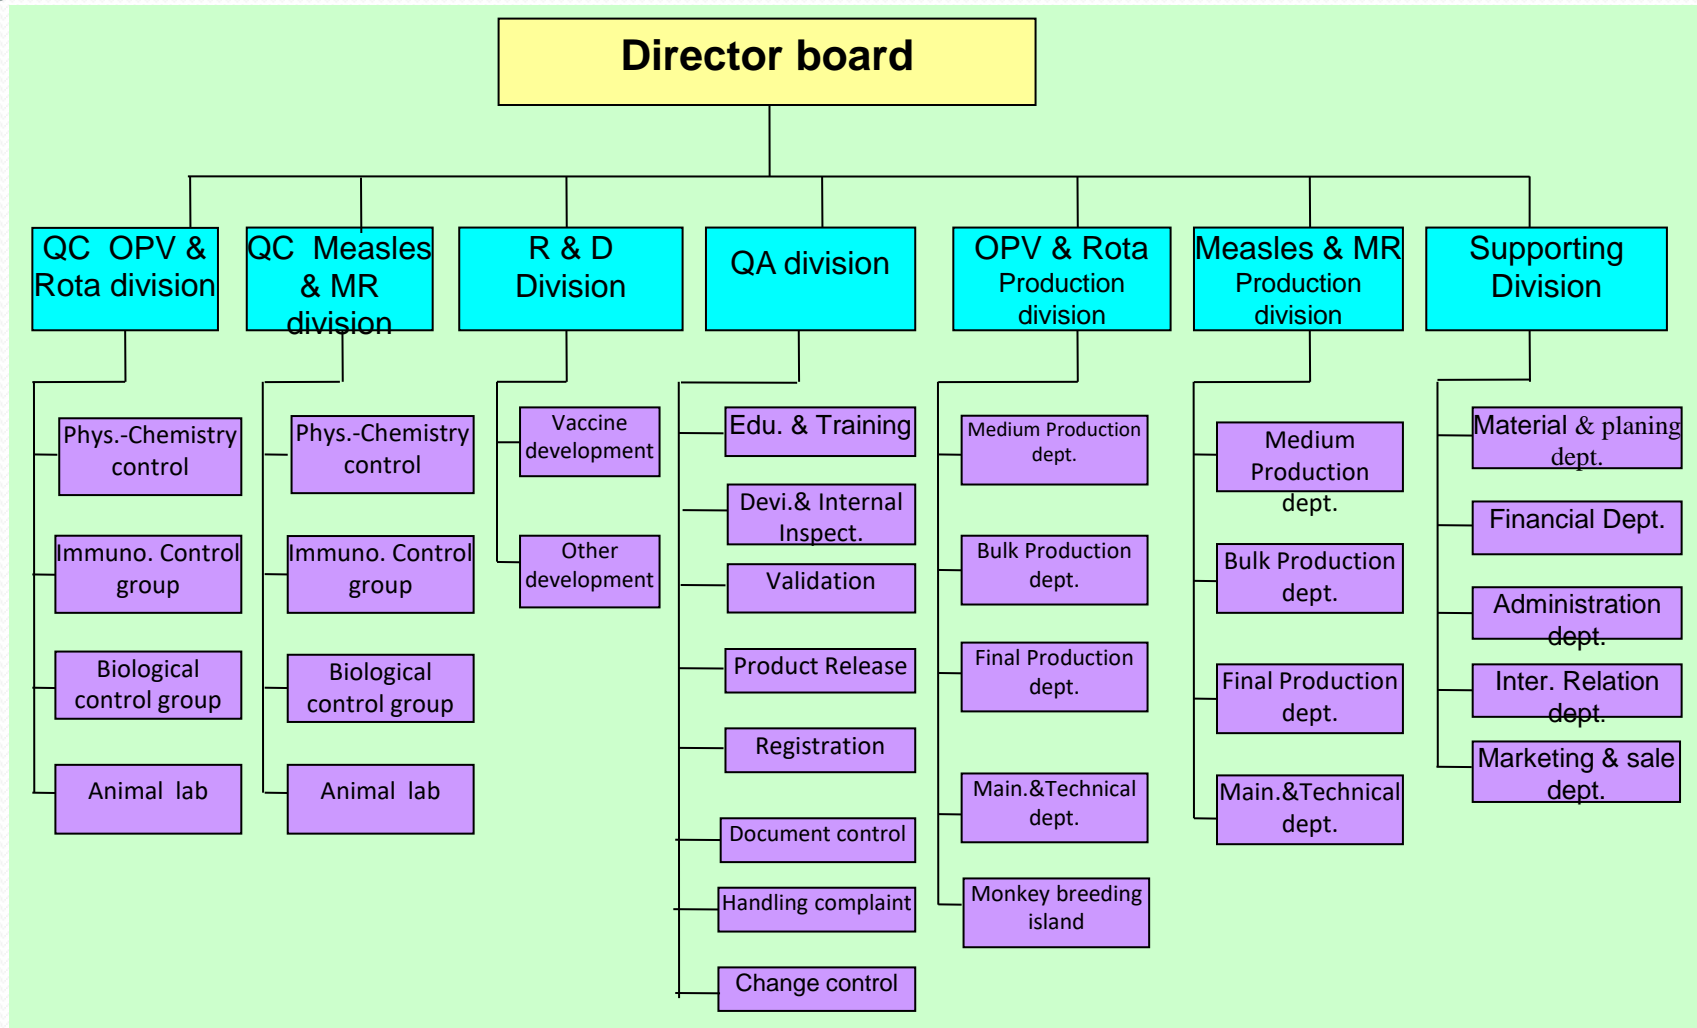 Director board
QC OPV &
Rota division
QC Measles
& MR
division
R & D
Division
QA division
OPV & Rota
Production
division
Measles & MR
Production
division
Supporting
Division
Phys.-Chemistry
control
Immuno. Control
group
Biological
control group
Animal lab
Phys.-Chemistry
control
Immuno. Control
group
Biological
control group
Animal lab
Vaccine
development
Other
development
Edu. & Training
Devi.& Internal
Inspect.
Validation
Product Release
Registration
Document control
Handling complaint
Change control
Medium Production
dept.
Bulk Production
dept.
Final Production
dept.
Main.&Technical
dept.
Monkey breeding
island
Medium
Production
dept.
Bulk Production
dept.
Final Production
dept.
Main.&Technical
dept.
Material & planing
dept.
Financial Dept.
Administration
dept.
Inter. Relation
dept.
Marketing & sale
dept.